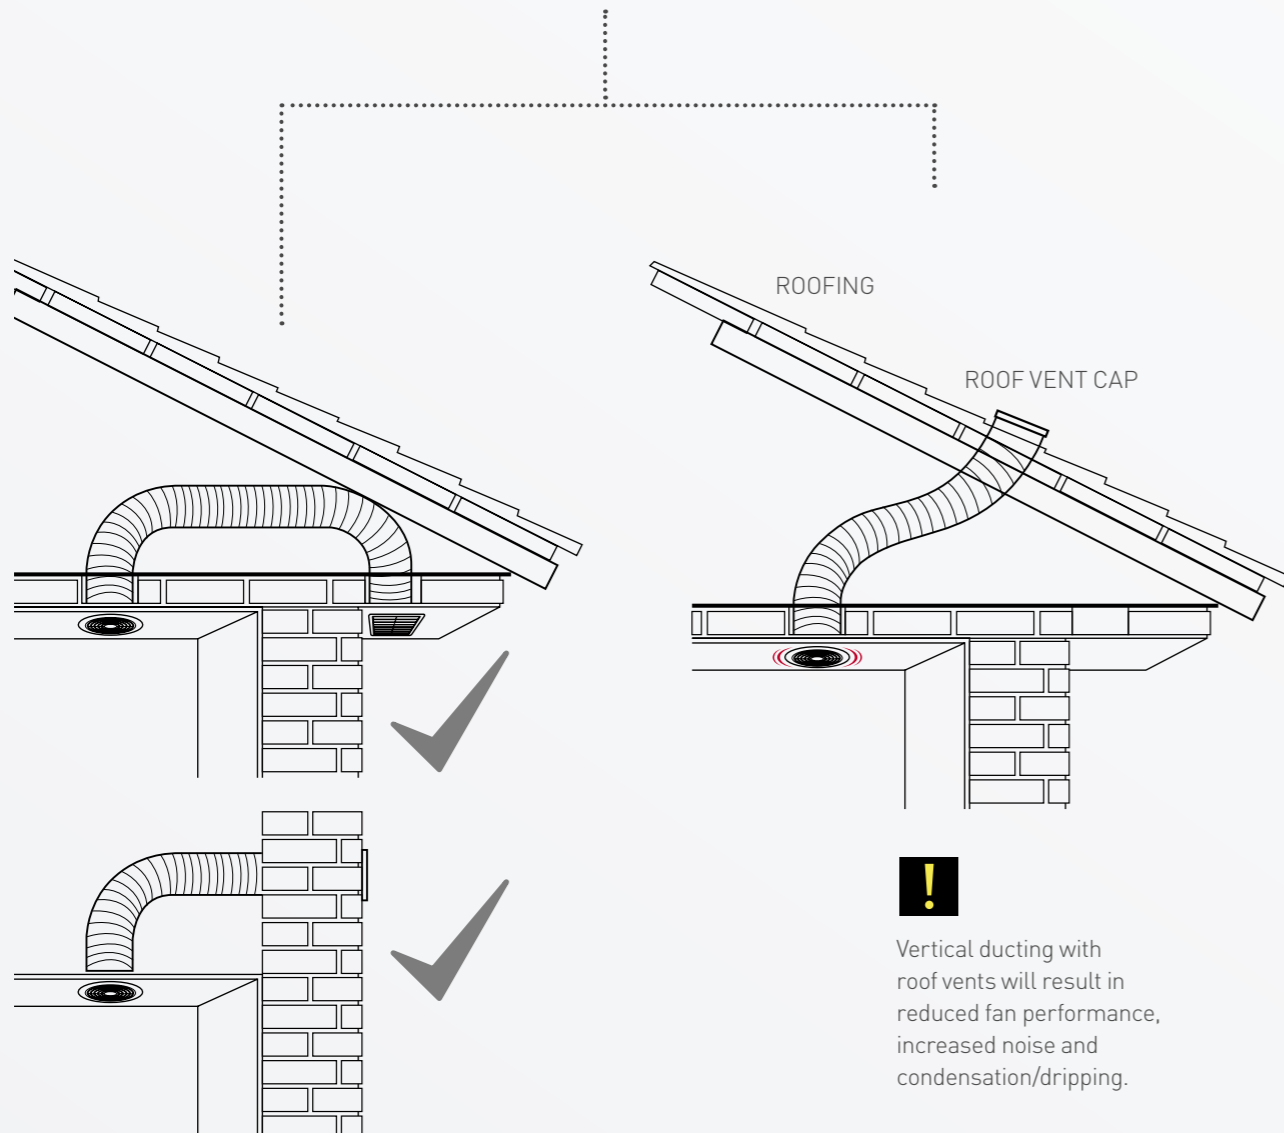 ROOFING
ROOF VENT CAP
!
Vertical ducting with
roof vents will result in
reduced fan performance,
increased noise and
condensation/dripping.